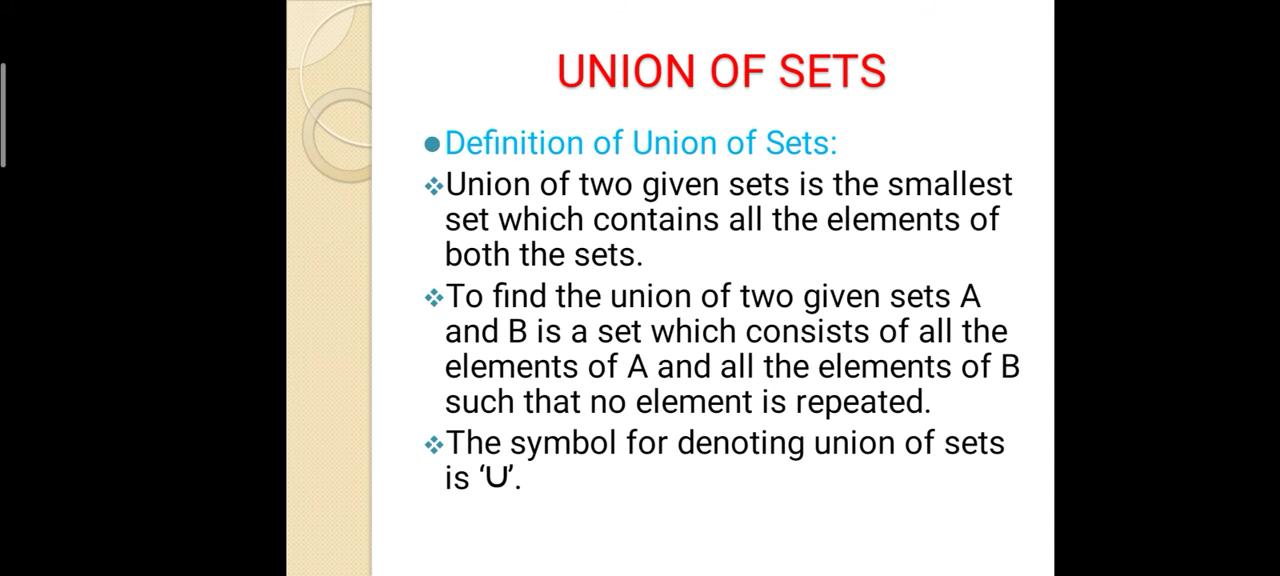 UNION OF SETS
Definition of Union of Sets:
Union of two given sets is the smallest
set which contains all the elements of
both the sets.
To find the union of two given sets A
and B is a set which consists of all the
elements of A and all the elements of B
such that no element is repeated.
The symbol for denoting union of sets
is ‘∪’.